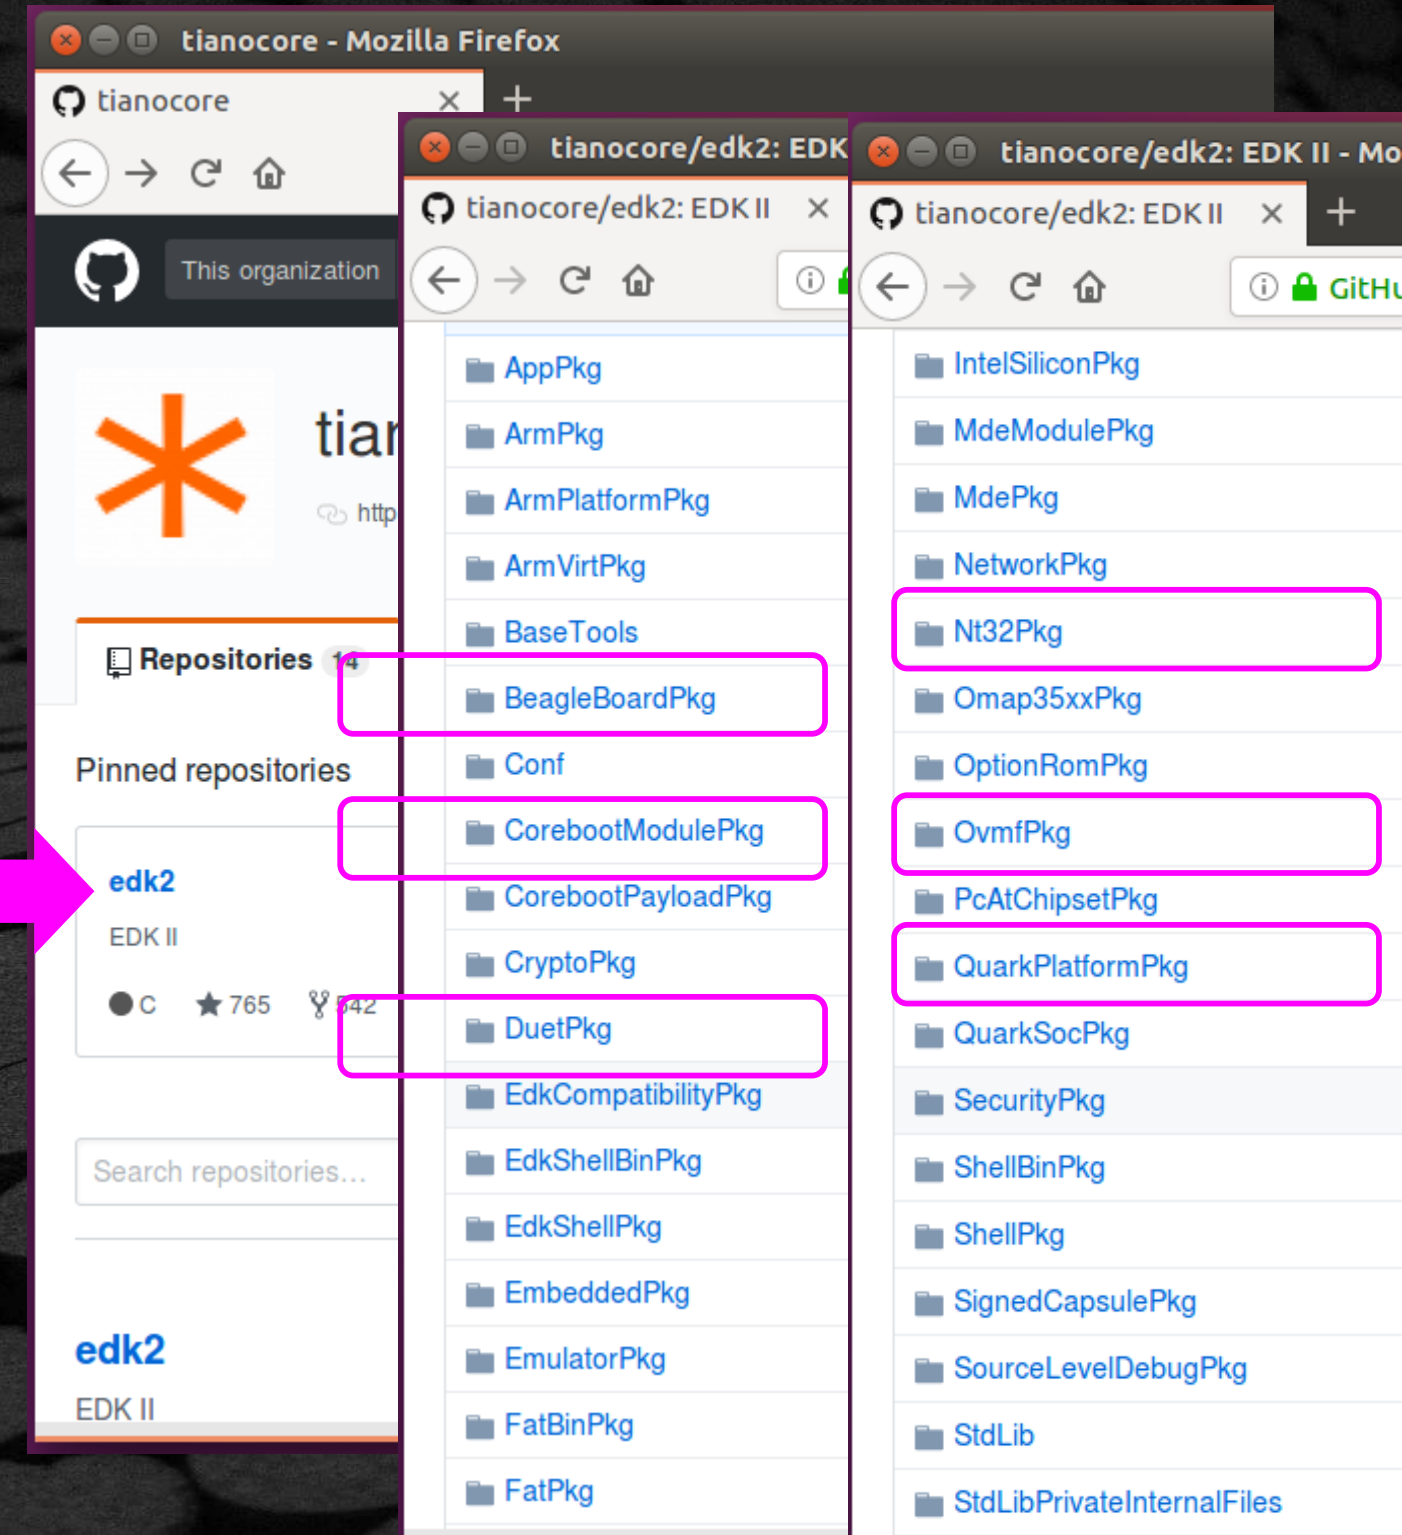 tianocore - Mozilla Firefox
tianocore
This organization
tian
http
Repositories 14
Pinned repositories
edk2
EDK II
C 765 542
Search repositories...
edk2
EDK II
tianocore/edk2: EDK
tianocore/edk2: EDK II
AppPkg
ArmPkg
ArmPlatformPkg
ArmVirtPkg
BaseTools
BeagleBoardPkg
Conf
CorebootModulePkg
CorebootPayloadPkg
CryptoPkg
DuetPkg
EdkCompatibilityPkg
EdkShellBinPkg
EdkShellPkg
EmbeddedPkg
EmulatorPkg
FatBinPkg
FatPkg
tianocore/edk2: EDK II - Mo
tianocore/edk2: EDK II
GitHu
IntelSiliconPkg
MdeModulePkg
MdePkg
NetworkPkg
Nt32Pkg
Omap35xxPkg
OptionRomPkg
OvmfPkg
PcAtChipsetPkg
QuarkPlatformPkg
QuarkSocPkg
SecurityPkg
ShellBinPkg
ShellPkg
SignedCapsulePkg
SourceLevelDebugPkg
StdLib
StdLibPrivateInternalFiles